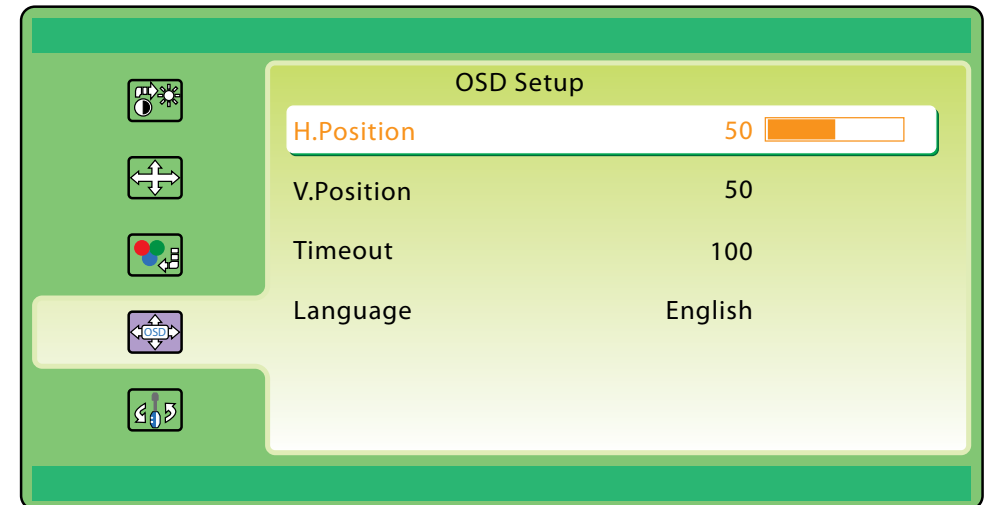 OSD Setup
H.Position 50
V.Position 50
Timeout 100
Language English
OSD